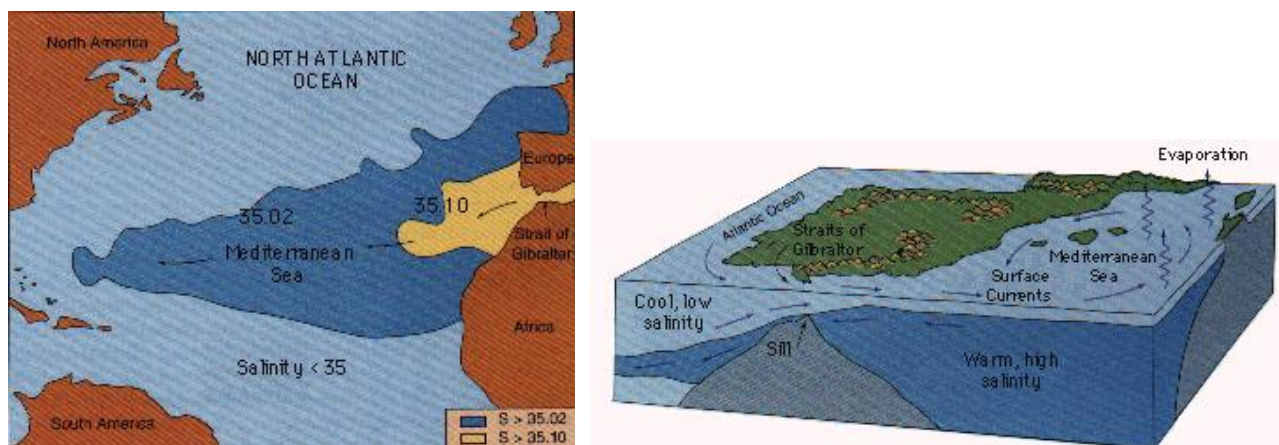 North America
NORTH ATLANTIC
OCEAN
Europe
35.10
35.02
Strait of
Gibraltar
Mediterranean
Sea
Africa
Salinity < 35
South America
S > 35.02
S > 35.10
Evaporation
Atlantic Ocean
Straits of
Gibraltor
Mediterranean
Sea
Surface
Currents
Cool, low
salinity
Sill
Warm, high
salinity